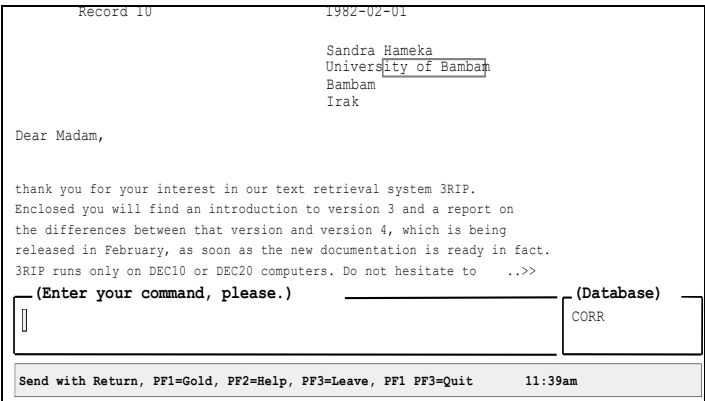 Record 10 1982-02-01
Sandra Hameka
University of Bambam
Bambam
Irak
Dear Madam,
thank you for your interest in our text retrieval system 3RIP.
Enclosed you will find an introduction to version 3 and a report on
the differences between that version and version 4, which is being
released in February, as soon as the new documentation is ready in fact.
3RIP runs only on DEC10 or DEC20 computers. Do not hesitate to ..>>
(Enter your command, please.) (Database)
CORR
Send with Return, PF1=Gold, PF2=Help, PF3=Leave, PF1 PF3=Quit 11:39am